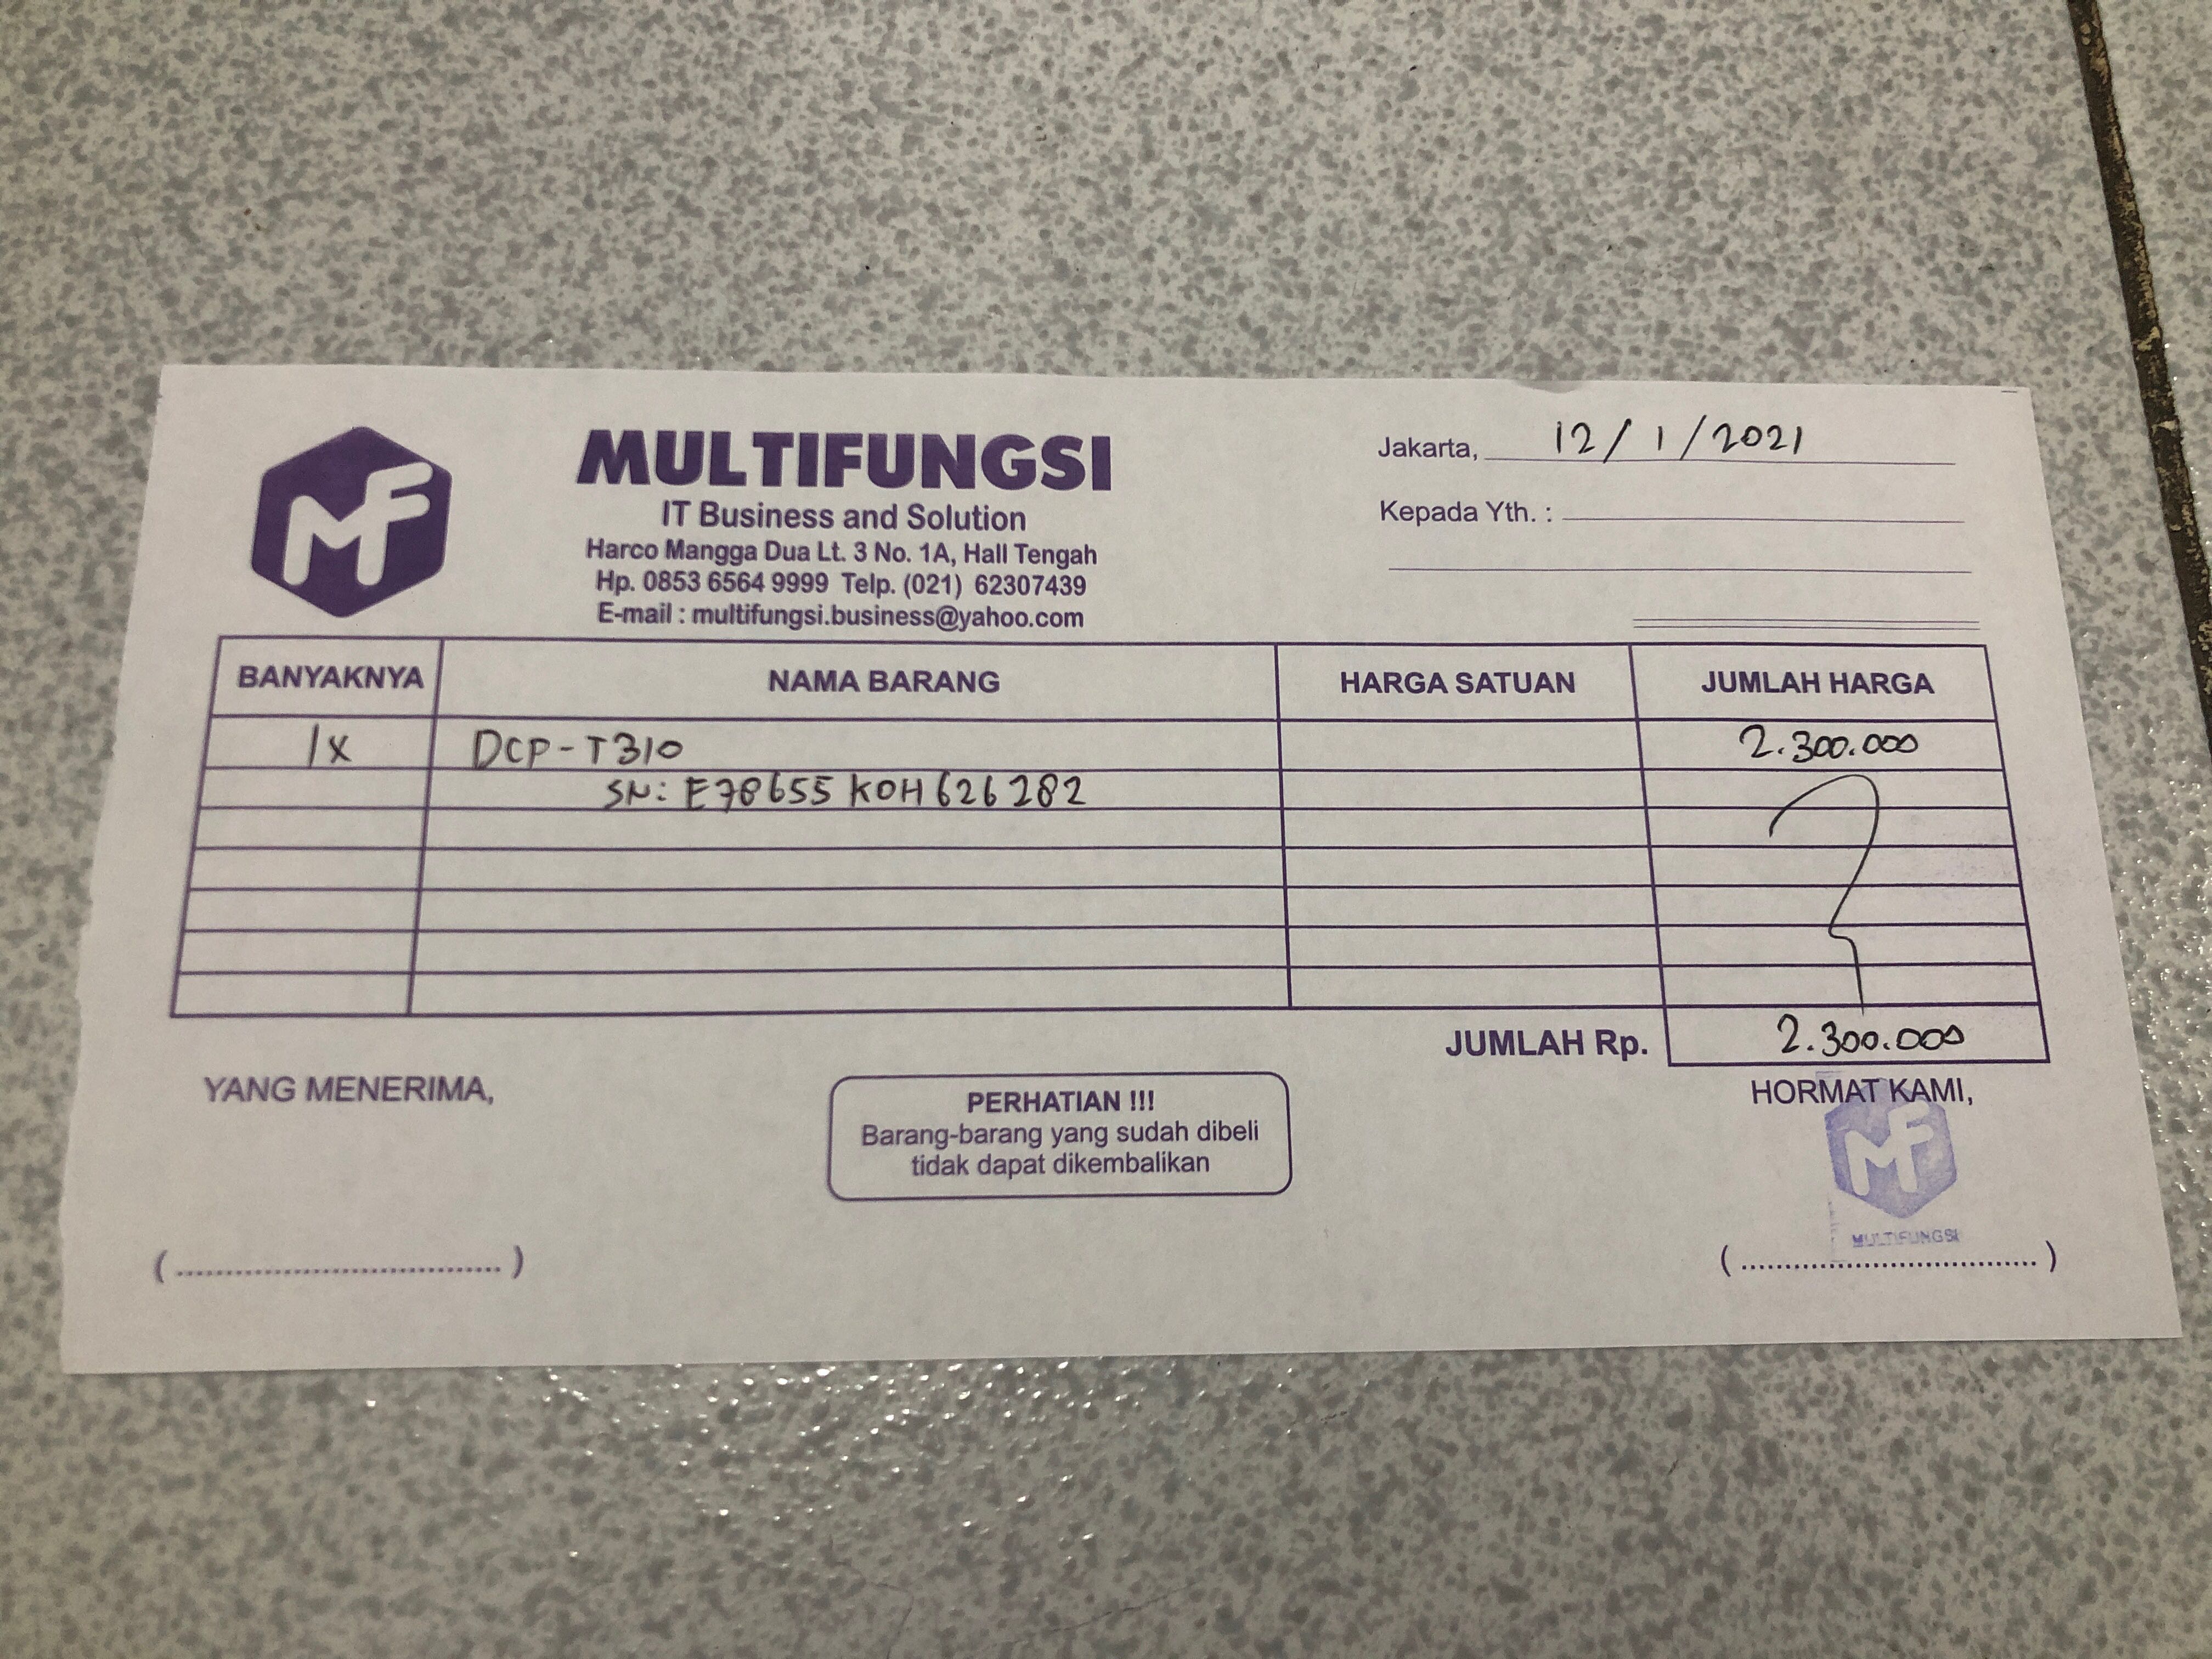 MF
MULTIFUNGSI
IT Business and Solution
Harco Mangga Dua Lt. 3 No. 1A, Hall Tengah
Hp. 0853 6564 9999 Telp. (021) 62307439
E-mail : multifungsi.business@yahoo.com
Jakarta, 12/1/2021
Kepada Yth. :
BANYAKNYA NAMA BARANG HARGA SATUAN JUMLAH HARGA
1x DCP-T310 2.300.000
SN: E78655K0H626282
JUMLAH Rp. 2.300.000
YANG MENERIMA,
PERHATIAN !!!
Barang-barang yang sudah dibeli
tidak dapat dikembalikan
HORMAT KAMI,
MF
MULTIFUNGSI
(..................................)
(..................................)